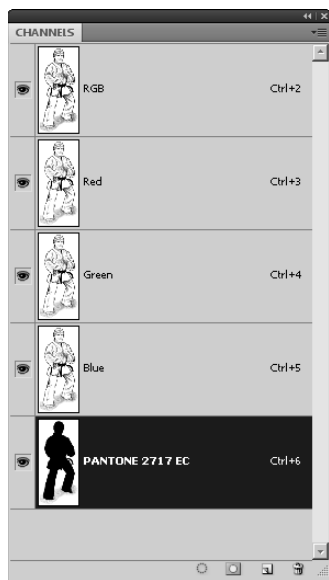 CHANNELS
RGB Ctrl+2
Red Ctrl+3
Green Ctrl+4
Blue Ctrl+5
PANTONE 2717 EC Ctrl+6